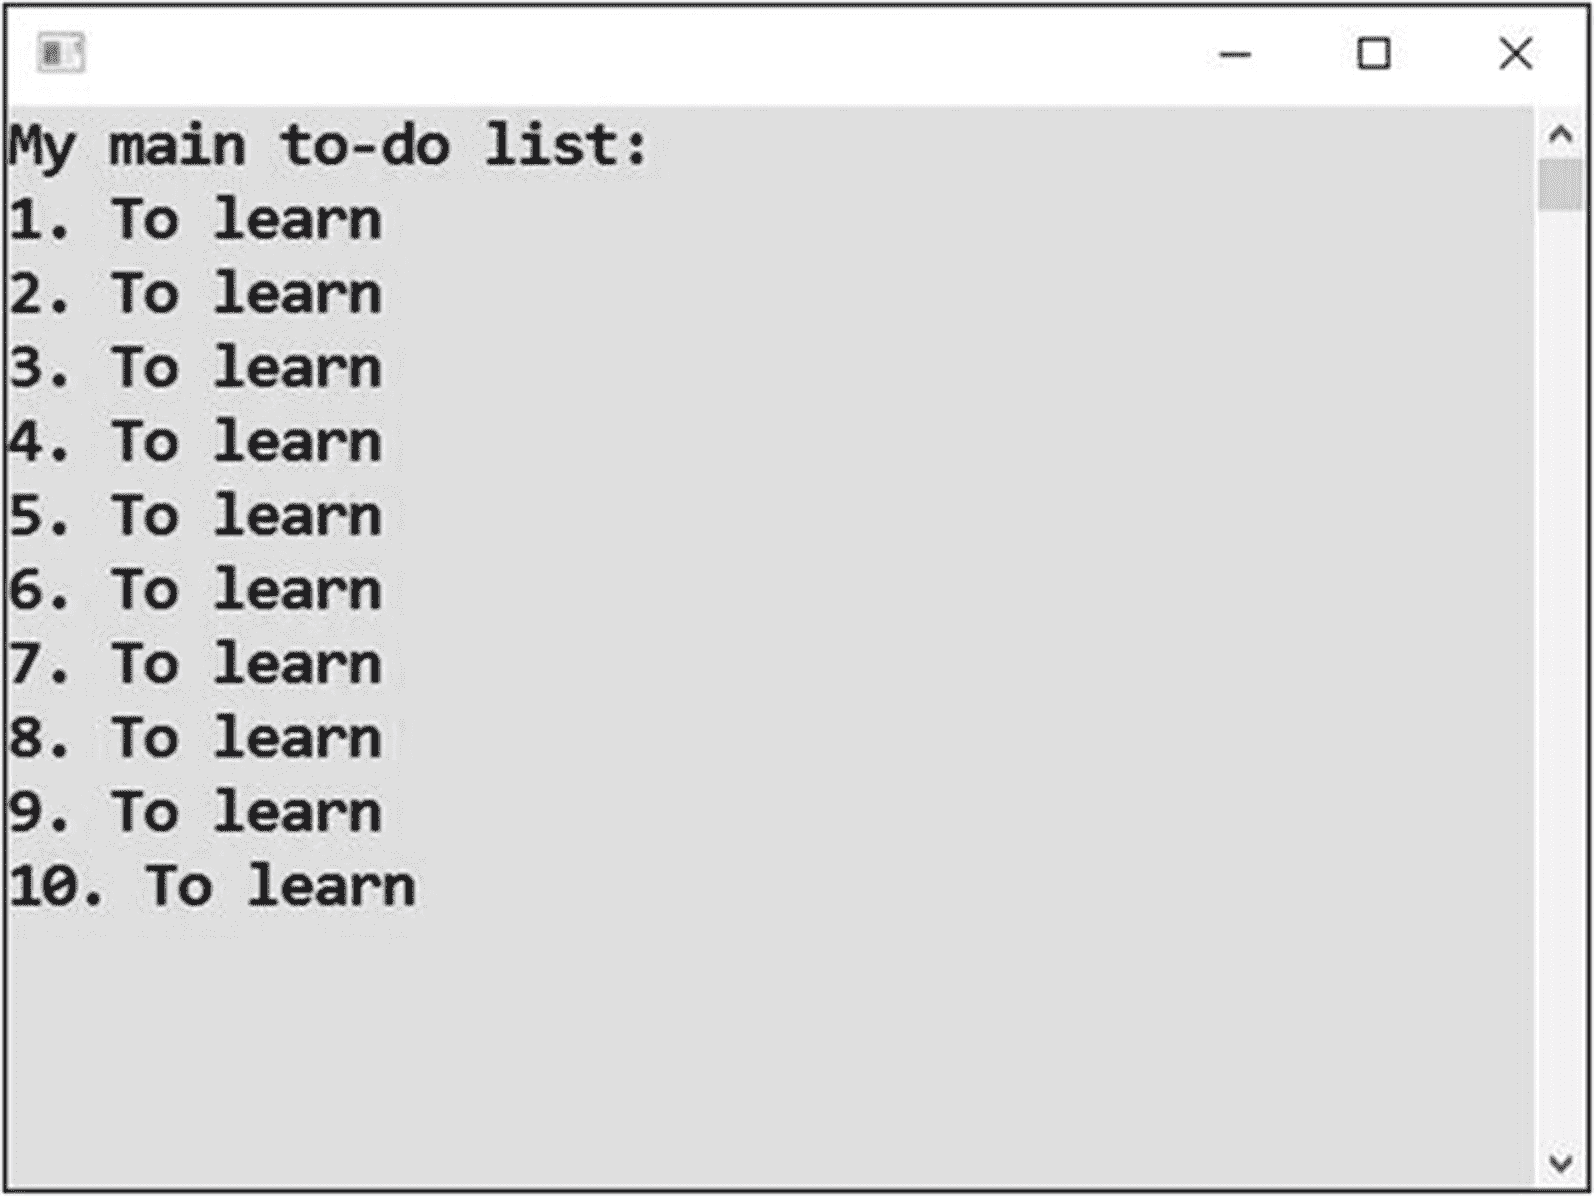 My main to-do list:
1. To learn
2. To learn
3. To learn
4. To learn
5. To learn
6. To learn
7. To learn
8. To learn
9. To learn
10. To learn